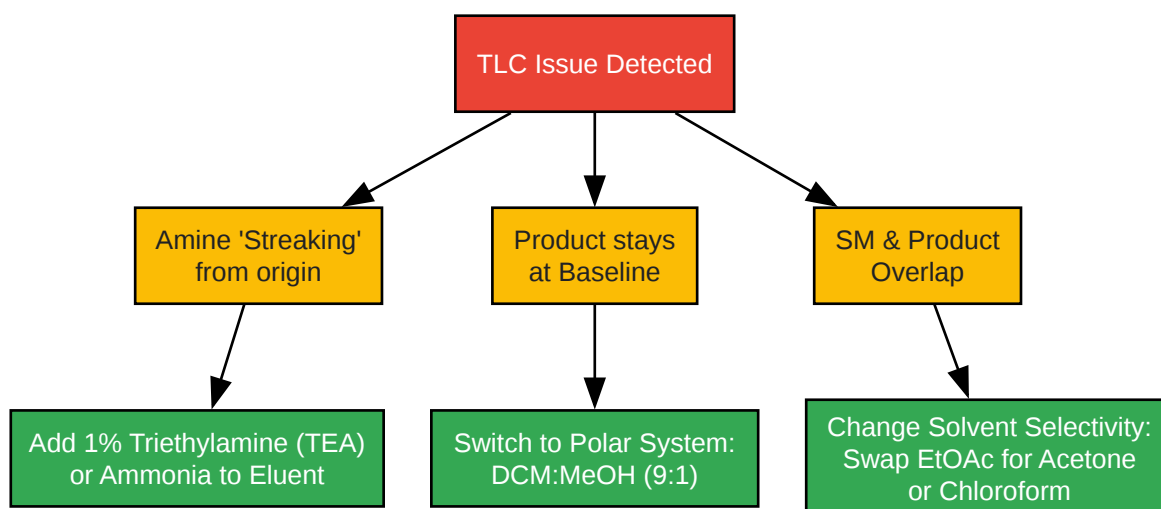 TLC Issue Detected
Amine 'Streaking'
from origin
Product stays
at Baseline
SM & Product
Overlap
Add 1% Triethylamine (TEA)
or Ammonia to Eluent
Switch to Polar System:
DCM:MeOH (9:1)
Change Solvent Selectivity:
Swap EtOAc for Acetone
or Chloroform